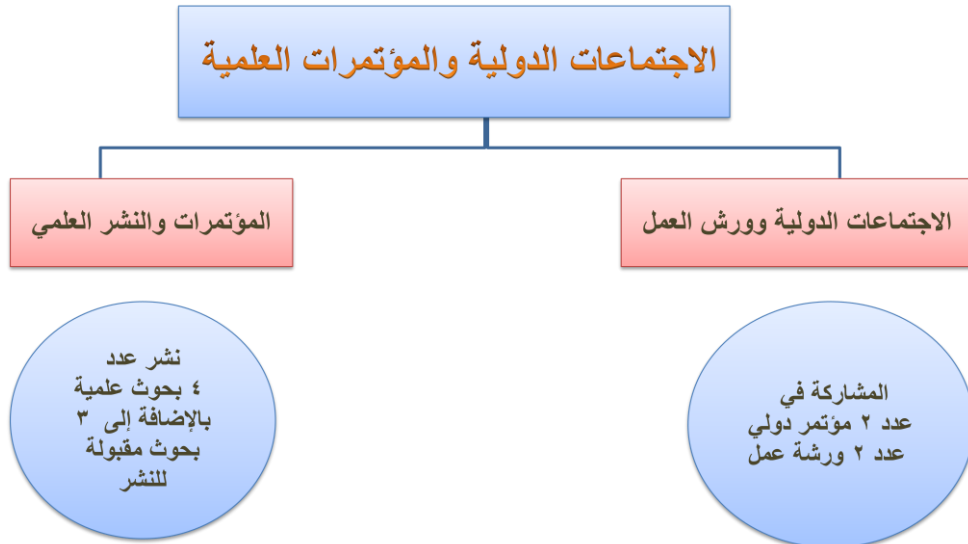 الاجتماعات الدولية والمؤتمرات العلمية
الاجتماعات الدولية وورش العمل
المؤتمرات والنشر العلمي
المشاركة في
عدد ٢ مؤتمر دولي
عدد ٢ ورشة عمل
نشر عدد
٤ بحوث علمية
بالإضافة إلى ٣
بحوث مقبولة
للنشر